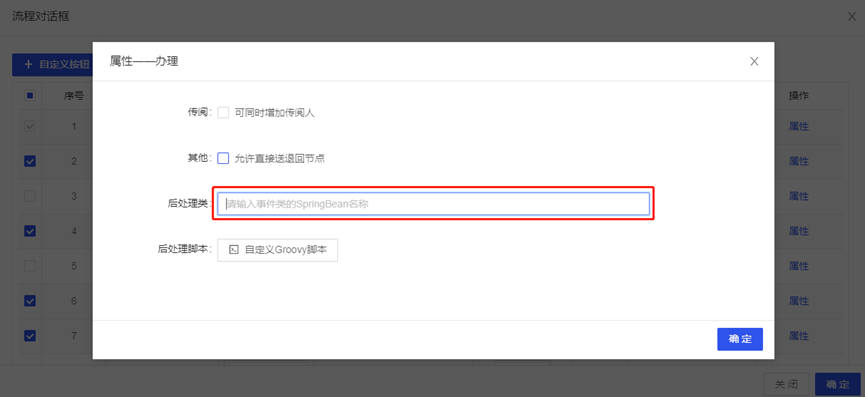 流程对话框
属性——办理
+ 自定义按钮
序号
操作
传阅: 可同时增加传阅人
1
属性
其他: 允许直接送退回节点
2
属性
后处理类: 请输入事件类的SpringBean名称
3
属性
4
属性
后处理脚本: 自定义Groovy脚本
5
属性
6
属性
7
属性
确 定
关 闭
确 定